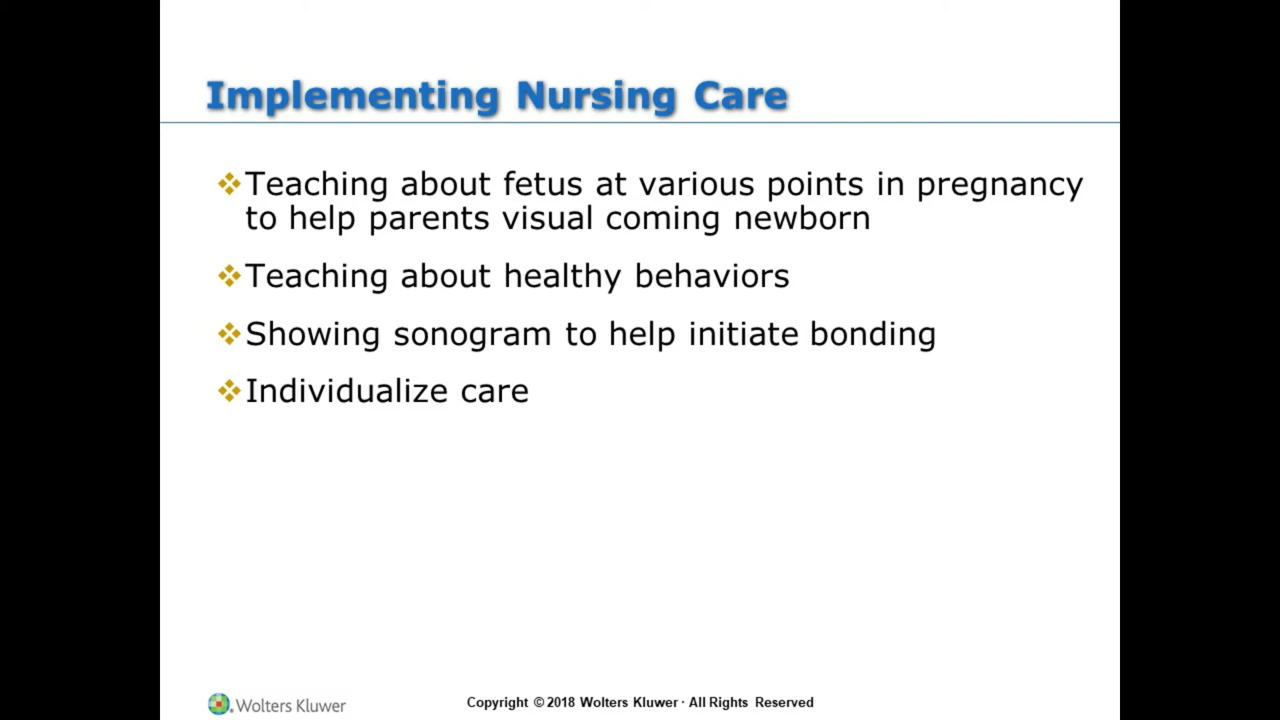 Implementing Nursing Care
❖Teaching about fetus at various points in pregnancy
to help parents visual coming newborn
❖Teaching about healthy behaviors
❖Showing sonogram to help initiate bonding
❖Individualize care
Wolters Kluwer
Copyright © 2018 Wolters Kluwer · All Rights Reserved